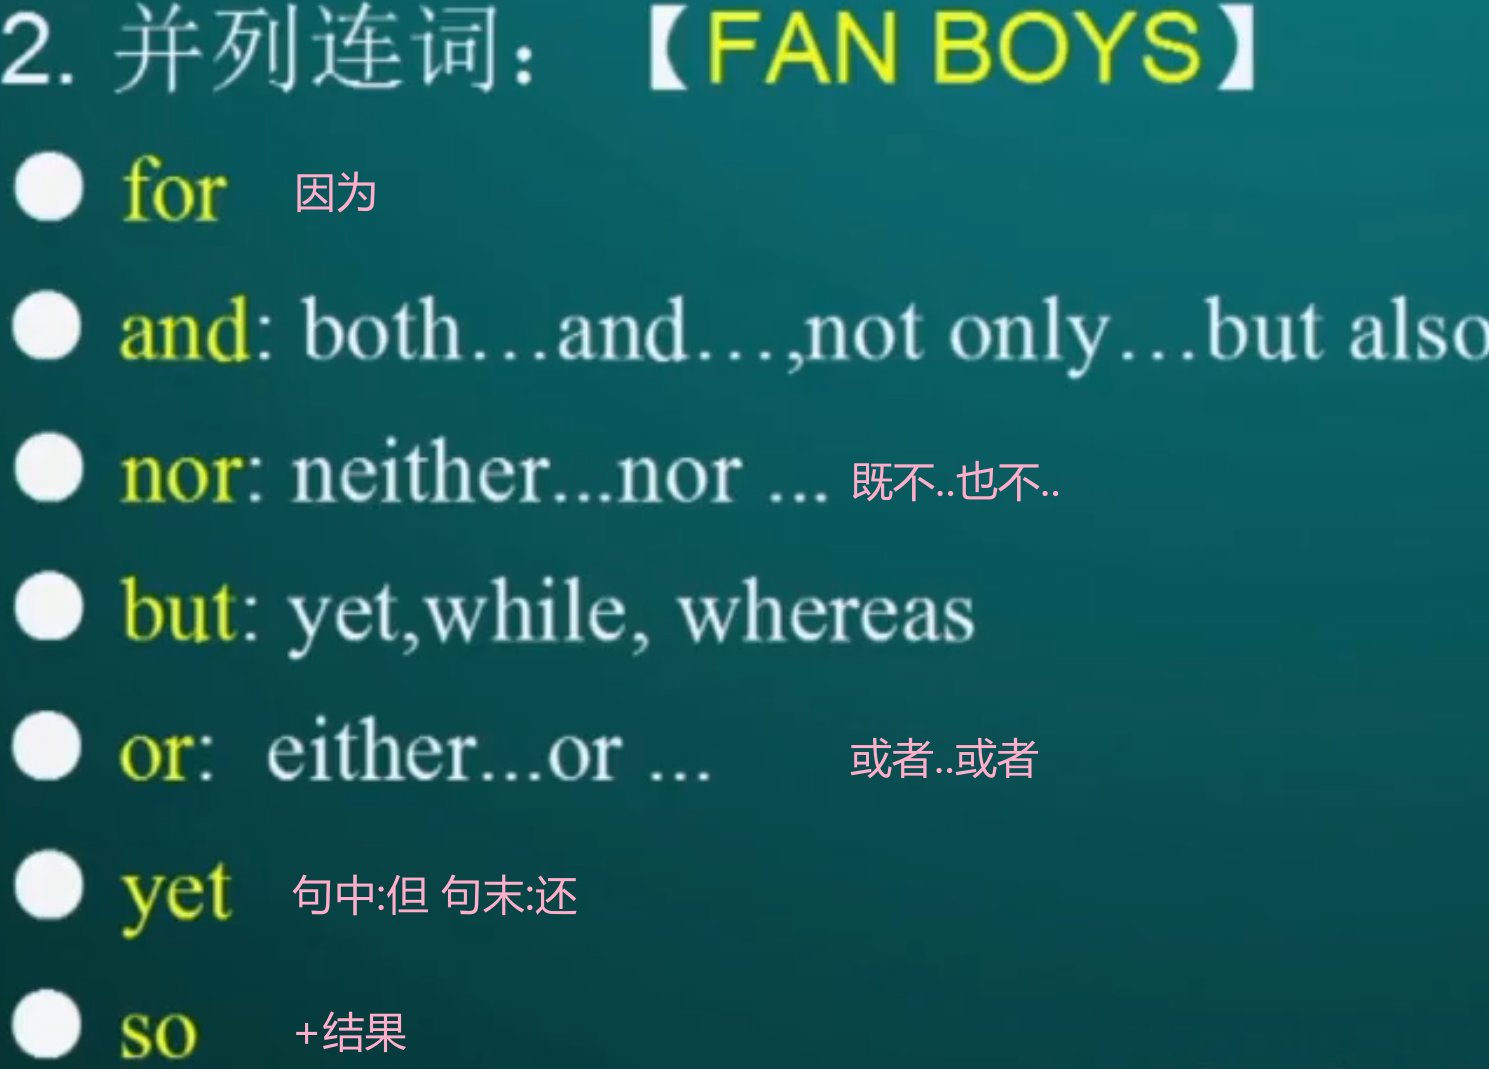 2. 并列连词：【FAN BOYS】
for 因为
and: both…and…,not only…but also
nor: neither...nor ... 既不..也不..
but: yet,while, whereas
or: either...or ... 或者..或者
yet 句中:但 句末:还
so +结果